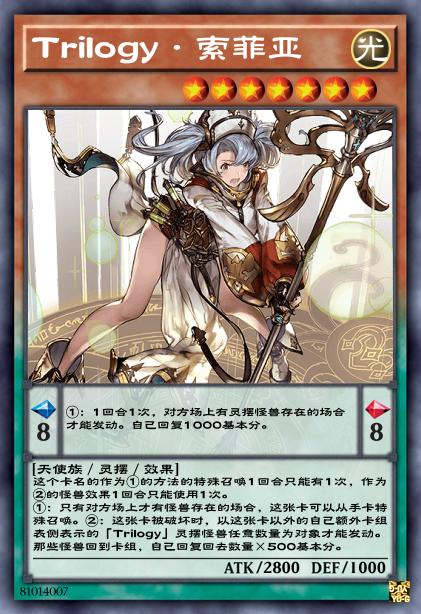 Trilogy・索菲亚
光
①：1回合1次，对方场上有灵摆怪兽存在的场合
才能发动。自己回复1000基本分。
8
8
[天使族／灵摆／效果]
这个卡名的作为①的方法的特殊召唤1回合只能有1次，作为
②的怪兽效果1回合只能使用1次。
①：只有对方场上才有怪兽存在的场合，这张卡可以从手卡特
殊召唤。②：这张卡被破坏时，以这张卡以外的自己额外卡组
表侧表示的「Trilogy」灵摆怪兽任意数量为对象才能发动。
那些怪兽回到卡组，自己回复回去数量×500基本分。
ATK/2800 DEF/1000
81014007